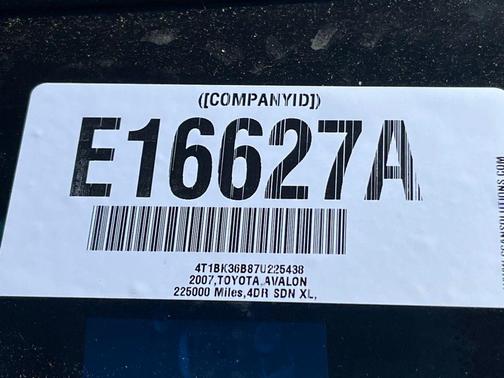 ([COMPANYID])
E16627A
4T1BK36B87U225438
2007,TOYOTA,AVALON
225000 Miles,4DR SDN XL,